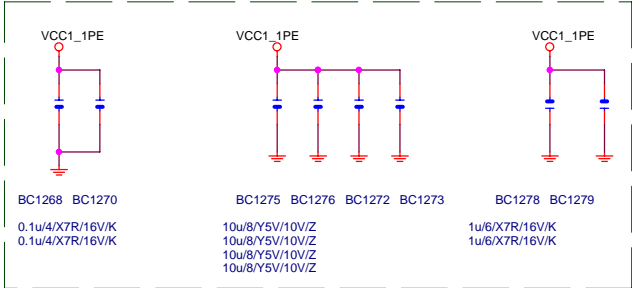 VCC1_1PE VCC1_1PE VCC1_1PE
BC1268 BC1270 BC1275 BC1276 BC1272 BC1273 BC1278 BC1279
0.1u/4/X7R/16V/K 10u/8/Y5V/10V/Z 1u/6/X7R/16V/K
0.1u/4/X7R/16V/K 10u/8/Y5V/10V/Z 1u/6/X7R/16V/K
10u/8/Y5V/10V/Z
10u/8/Y5V/10V/Z